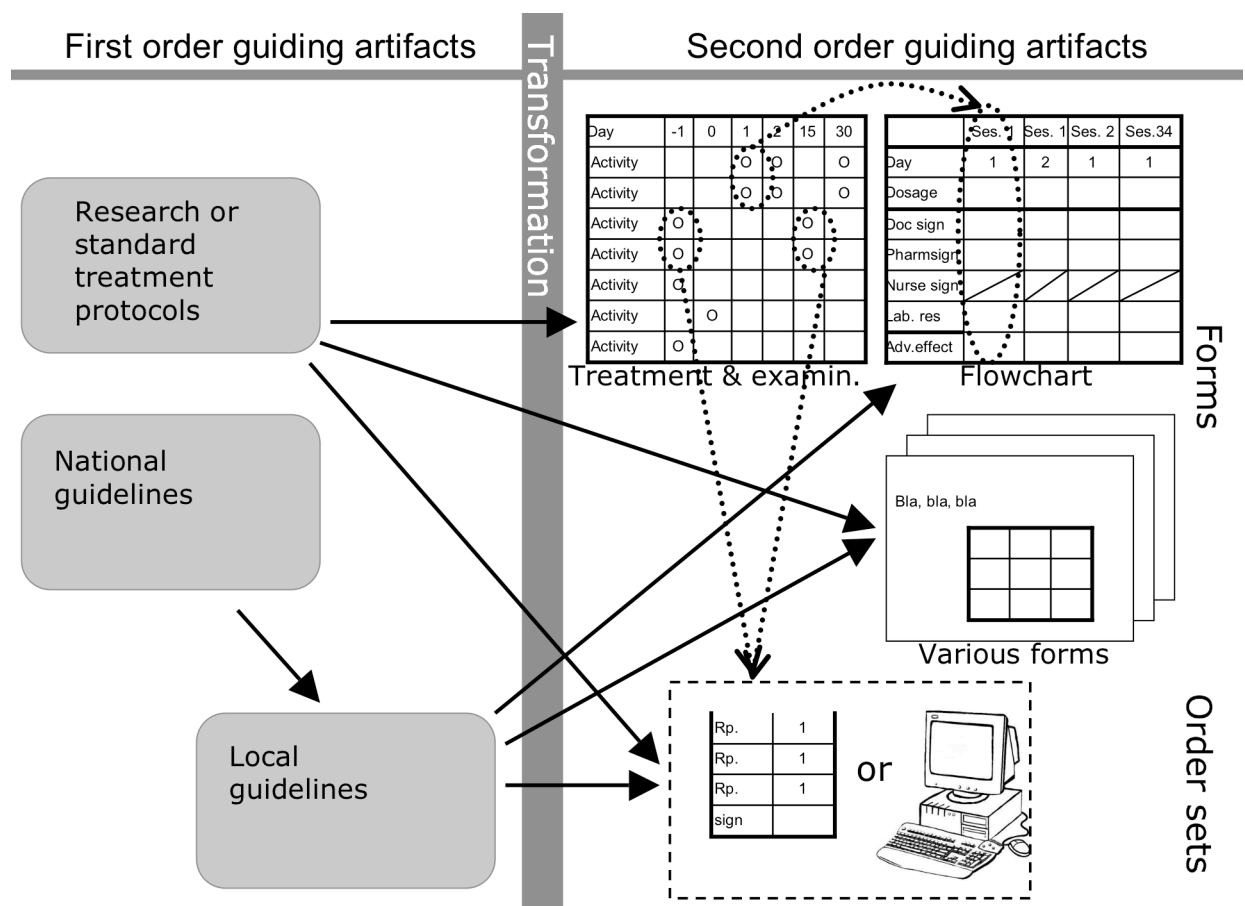 First order guiding artifacts
Transformation
Second order guiding artifacts
Research or
standard
treatment
protocols
National
guidelines
Local
guidelines
Day -1 0 1 2 15 30
Activity O O O
Activity O O O
Activity O O
Activity O O
Activity O
Activity O
Activity O
Treatment & examin.
Ses. 1 Ses. 1 Ses. 2 Ses.34
Day 1 2 1 1
Dosage
Doc sign
Pharmsign
Nurse sign
Lab. res
Adv.effect
Flowchart
Forms
Bla, bla, bla
Various forms
Rp. 1
Rp. 1
Rp. 1
sign
or
Order sets